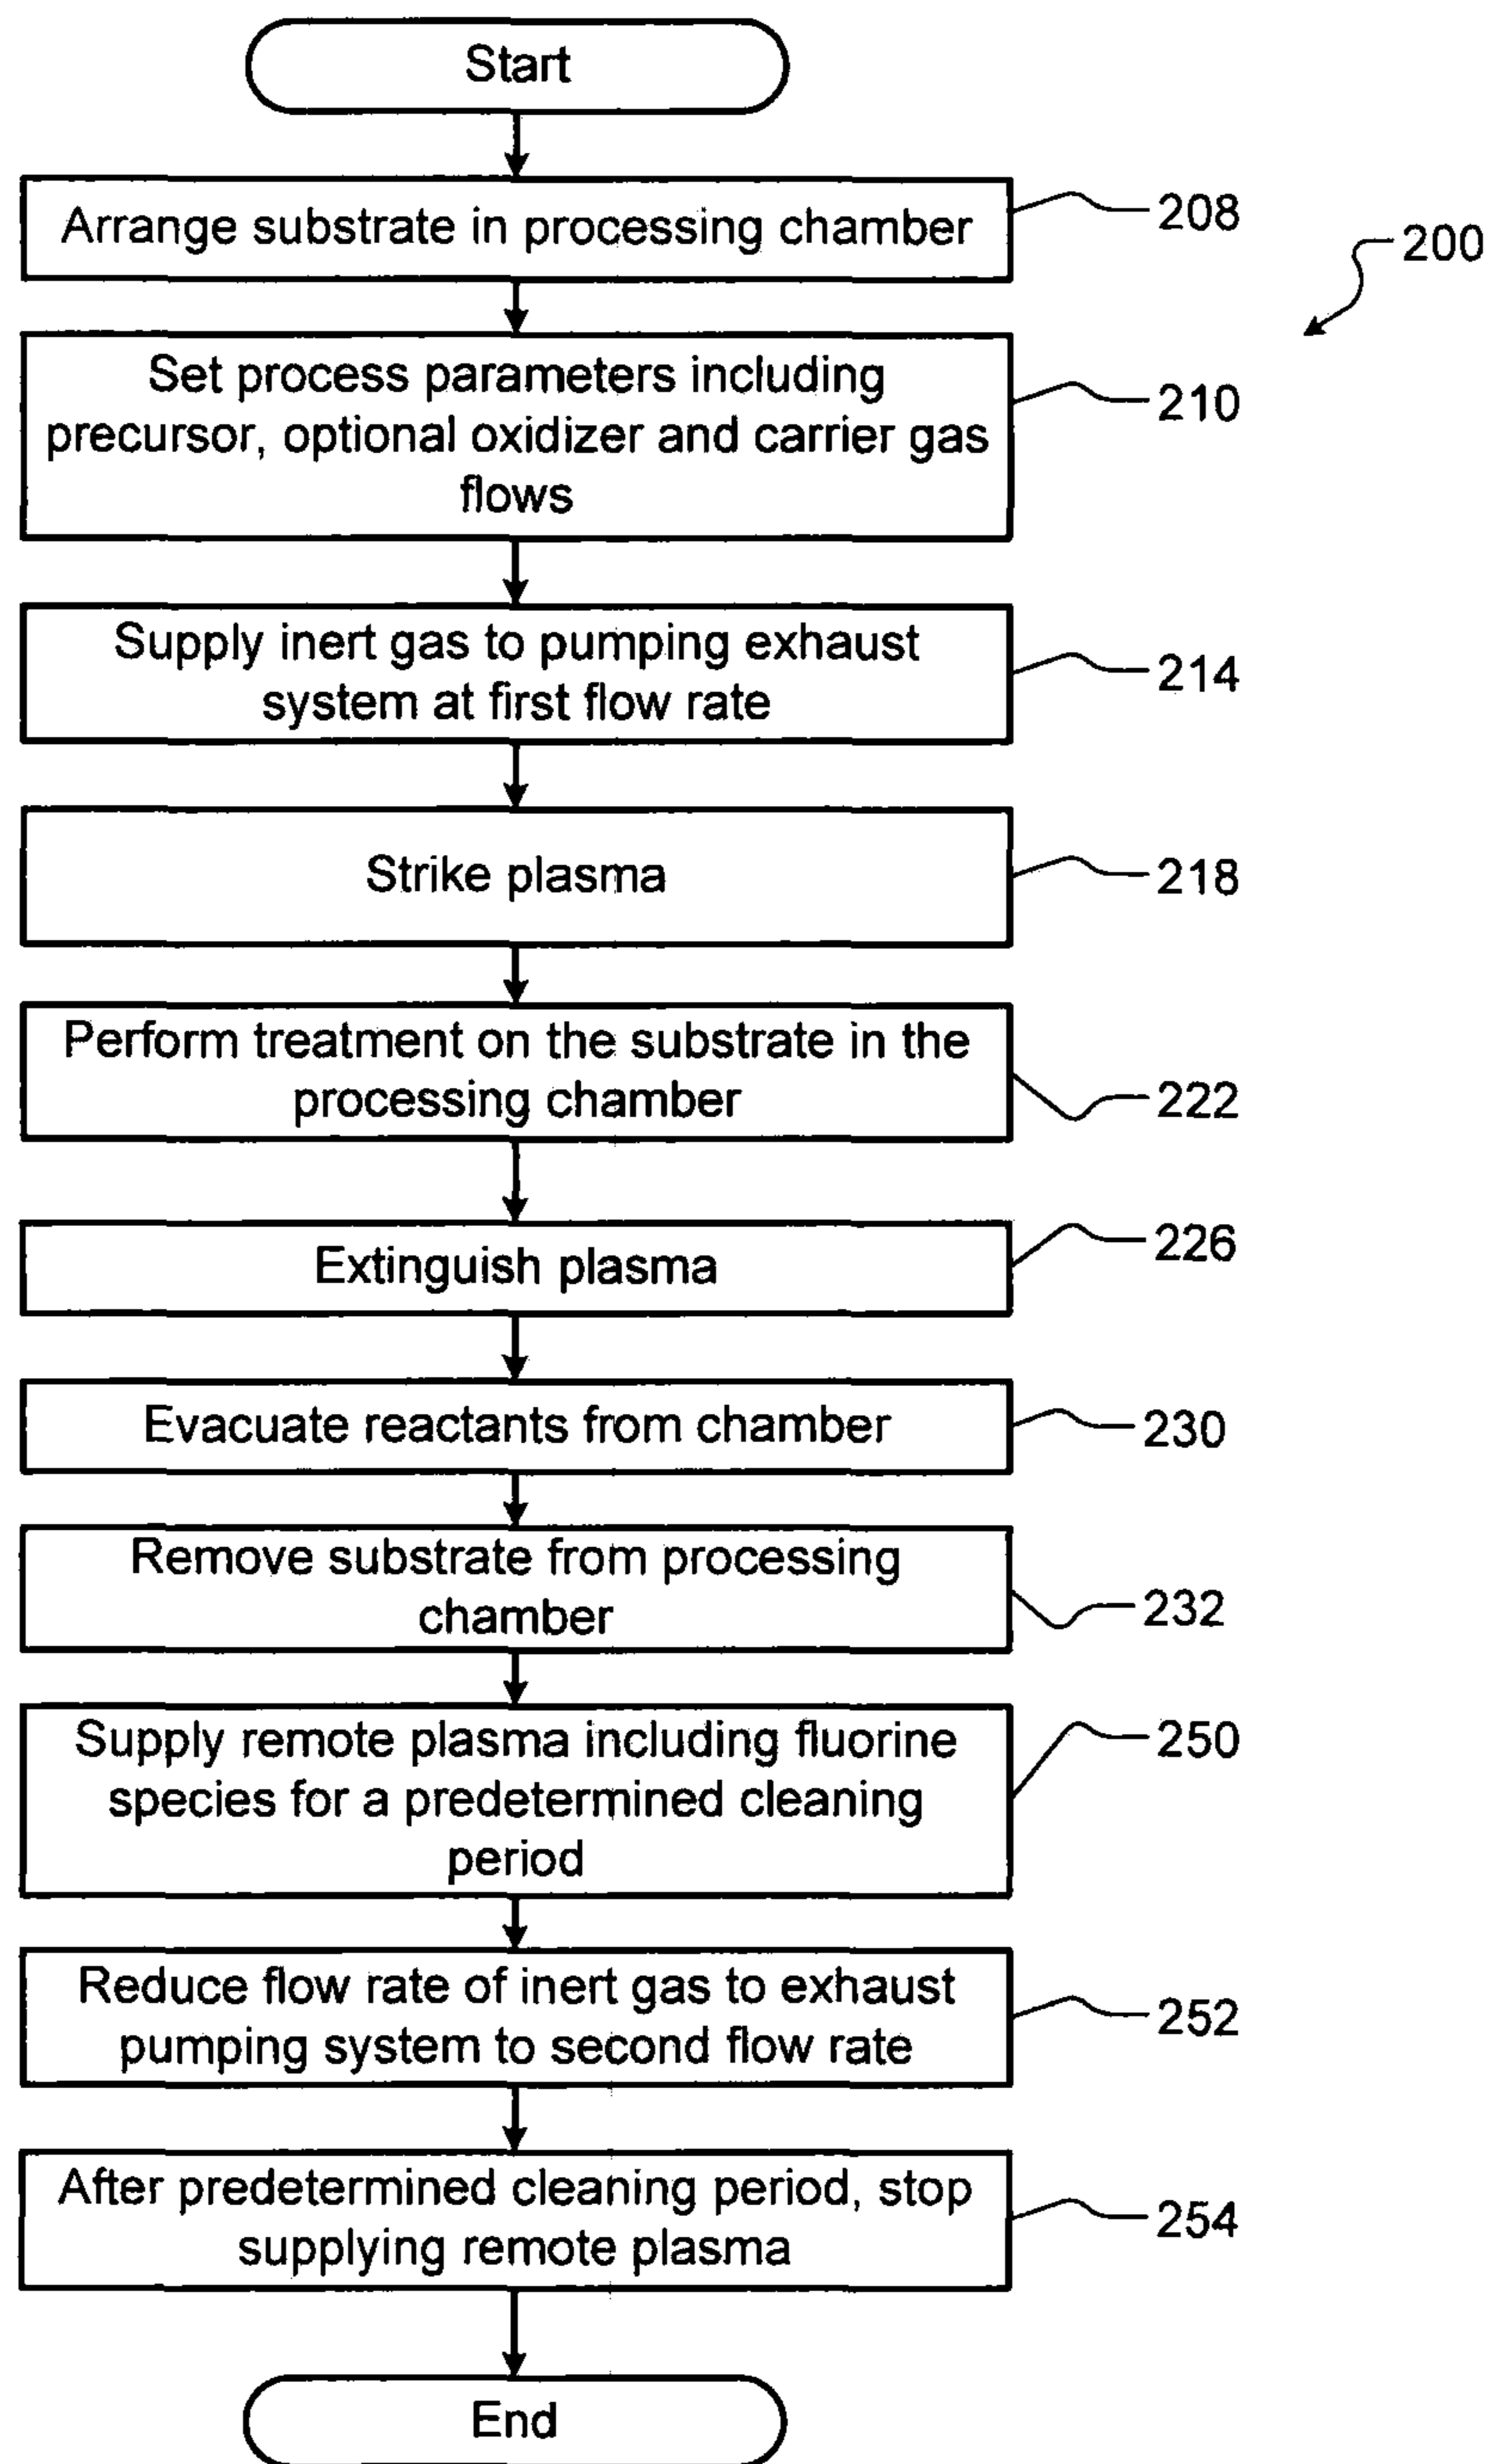 Start
Arrange substrate in processing chamber
208
200
Set process parameters including
precursor, optional oxidizer and carrier gas
flows
210
Supply inert gas to pumping exhaust
system at first flow rate
214
Strike plasma
218
Perform treatment on the substrate in the
processing chamber
222
Extinguish plasma
226
Evacuate reactants from chamber
230
Remove substrate from processing
chamber
232
Supply remote plasma including fluorine
species for a predetermined cleaning
period
250
Reduce flow rate of inert gas to exhaust
pumping system to second flow rate
252
After predetermined cleaning period, stop
supplying remote plasma
254
End